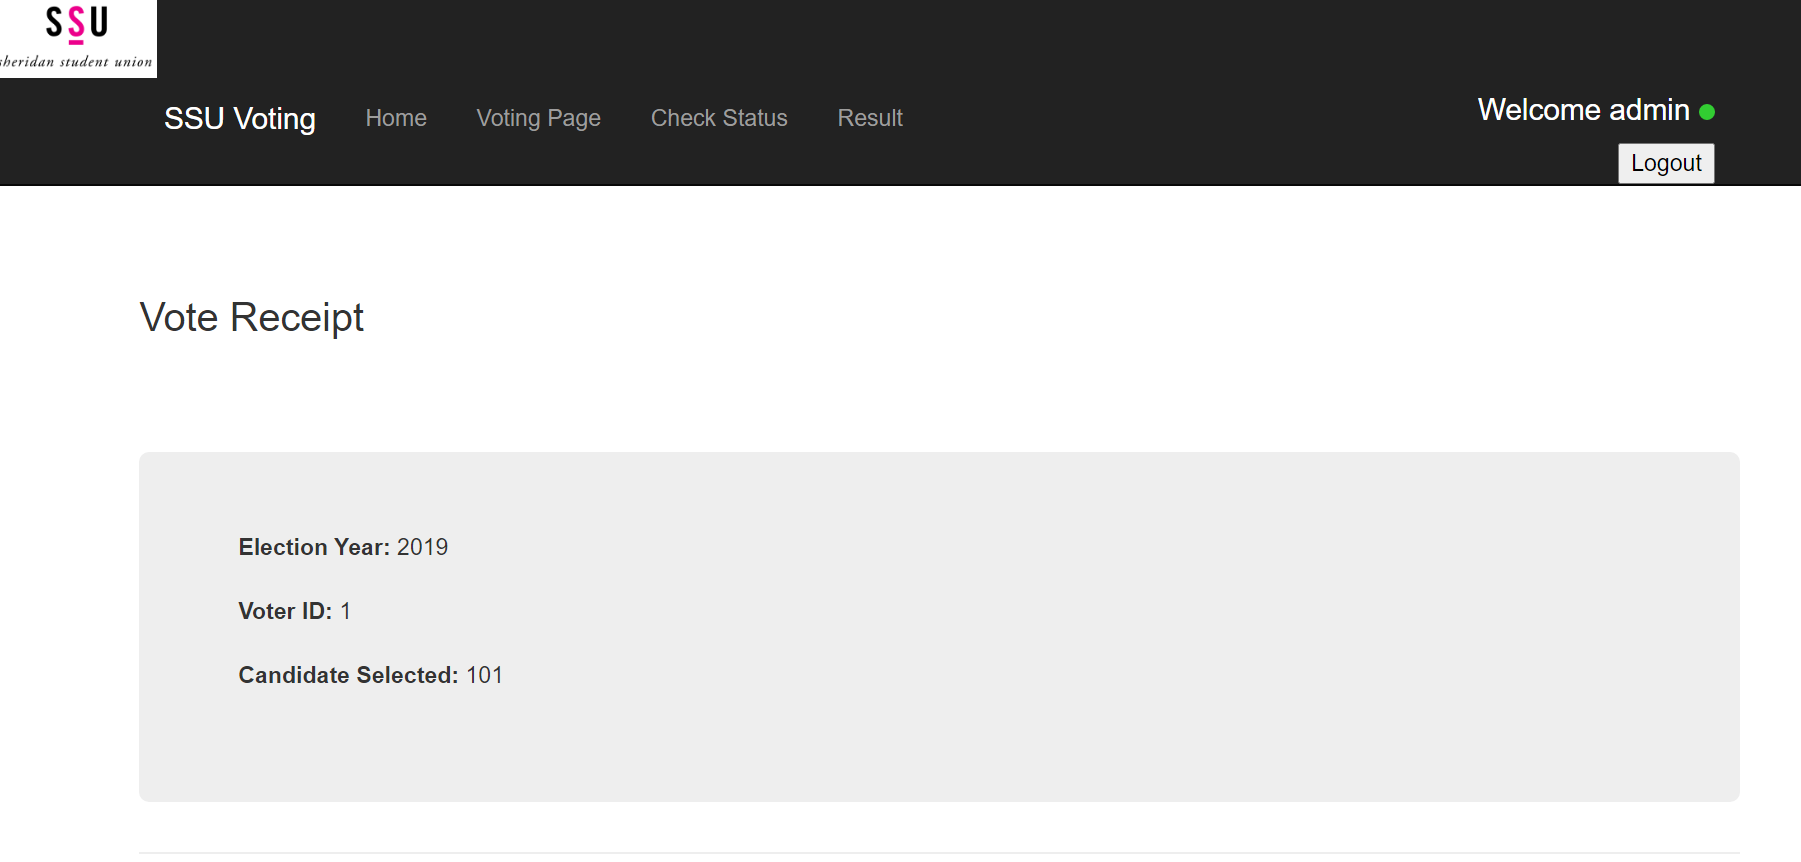 SSU
sheridan student union
SSU Voting Home Voting Page Check Status Result
Welcome admin
Logout
Vote Receipt
Election Year: 2019
Voter ID: 1
Candidate Selected: 101